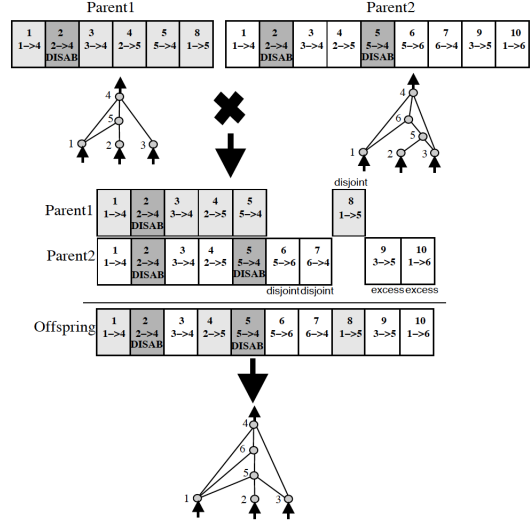 Parent1
Parent2
1 2 3 4 5 8
1->4 2->4 3->4 2->5 5->4 1->5
DISAB
1 2 3 4 5 6 7 9 10
1->4 2->4 3->4 2->5 5->4 5->6 6->4 3->5 1->6
DISAB DISAB
4
5
1 2 3
4
6
5
1 2 3
disjoint
Parent1
1 2 3 4 5 8
1->4 2->4 3->4 2->5 5->4 1->5
DISAB
Parent2
1 2 3 4 5 6 7 9 10
1->4 2->4 3->4 2->5 5->4 5->6 6->4 3->5 1->6
DISAB DISAB
disjoint disjoint excess excess
Offspring
1 2 3 4 5 6 7 8 9 10
1->4 2->4 3->4 2->5 5->4 5->6 6->4 1->5 3->5 1->6
DISAB DISAB
4
6
5
1 2 3